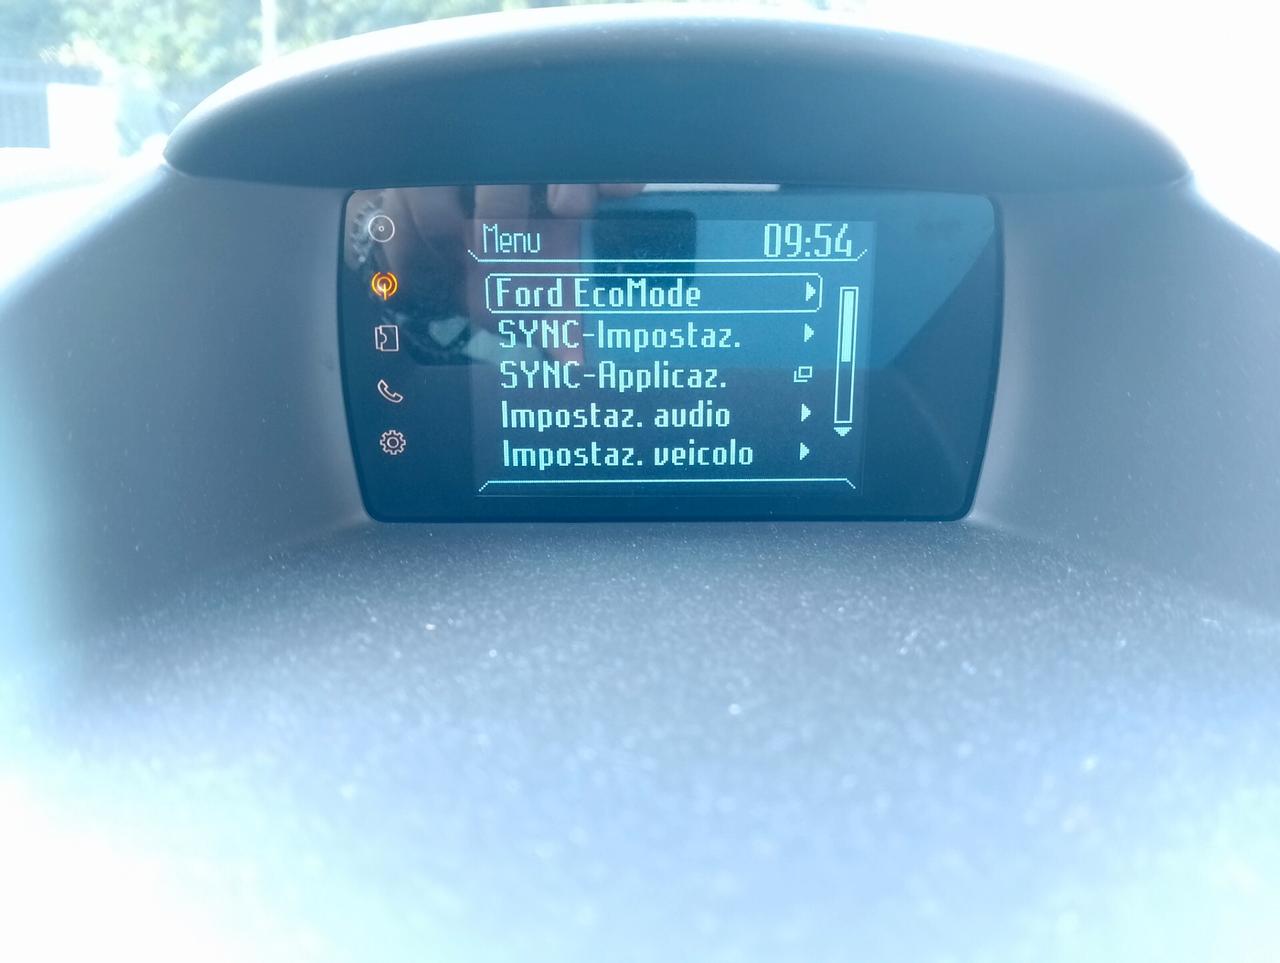 Menu 09:54
Ford EcoMode
SYNC-Impostaz.
SYNC-Applicaz.
Impostaz. audio
Impostaz. veicolo